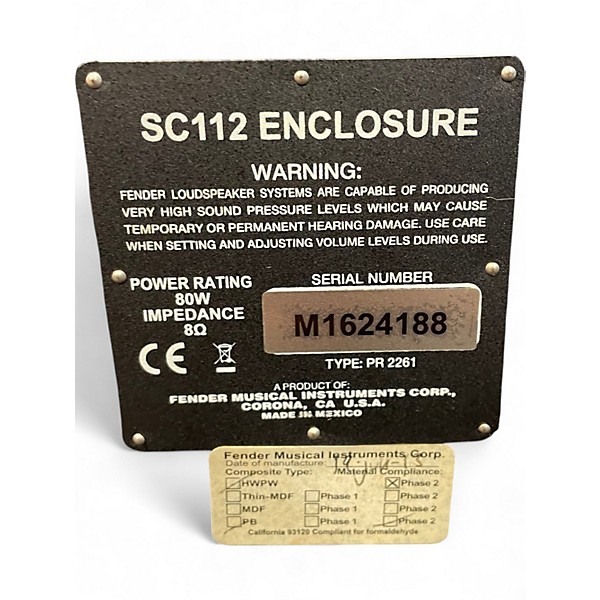 SC112 ENCLOSURE
WARNING:
FENDER LOUDSPEAKER SYSTEMS ARE CAPABLE OF PRODUCING
VERY HIGH SOUND PRESSURE LEVELS WHICH MAY CAUSE
TEMPORARY OR PERMANENT HEARING DAMAGE. USE CARE
WHEN SETTING AND ADJUSTING VOLUME LEVELS DURING USE.
POWER RATING
80W
IMPEDANCE
8Ω
SERIAL NUMBER
M1624188
CE
TYPE: PR 2261
A PRODUCT OF:
FENDER MUSICAL INSTRUMENTS CORP.,
CORONA, CA U.S.A.
MADE IN MEXICO
Fender Musical Instruments Corp.
Date of manufacture:
Composite Type: Material Compliance:
HWPW Phase 2
Thin-MDF Phase 1 Phase 2
MDF Phase 1 Phase 2
PB Phase 1 Phase 2
California 93120 Compliant for formaldehyde